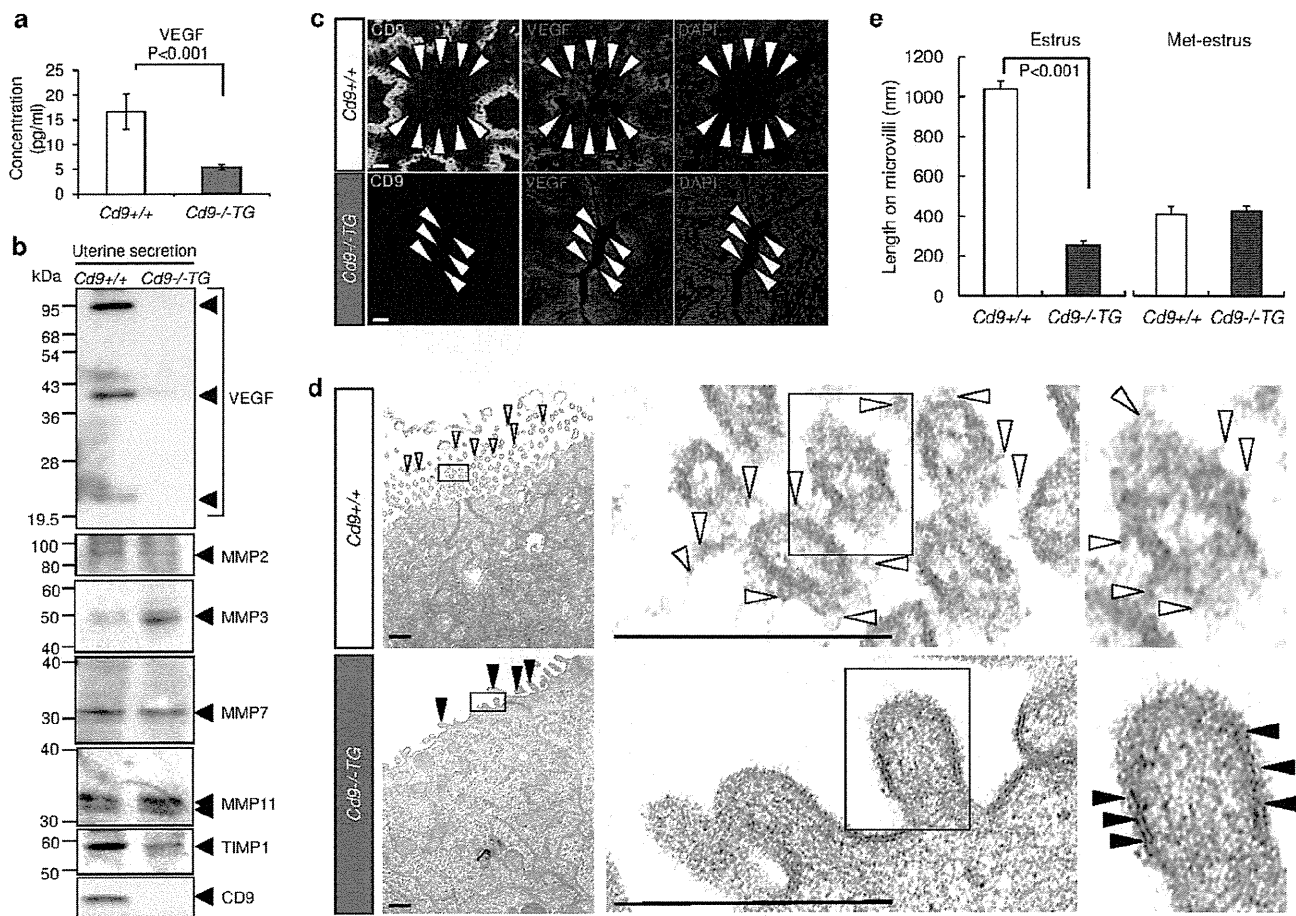 a
VEGF
P<0.001
Concentration
(pg/ml)
25
20
15
10
5
0
Cd9+/+
Cd9-/-TG
b
Uterine secretion
kDa
Cd9+/+
Cd9-/-TG
95
68
54
43
36
28
19.5
VEGF
100
80
MMP2
60
50
40
MMP3
40
30
MMP7
40
30
MMP11
60
50
TIMP1
CD9
c
Cd9+/+
CD9
VEGF
DAPI
Cd9-/-TG
CD9
VEGF
DAPI
d
Cd9+/+
Cd9-/-TG
e
Estrus
Met-estrus
P<0.001
Length on microvilli (nm)
1200
1000
800
600
400
200
0
Cd9+/+
Cd9-/-TG
Cd9+/+
Cd9-/-TG